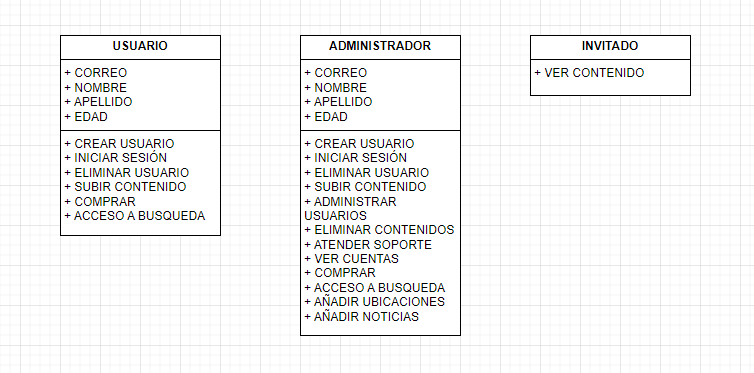 USUARIO
+ CORREO
+ NOMBRE
+ APELLIDO
+ EDAD
+ CREAR USUARIO
+ INICIAR SESIÓN
+ ELIMINAR USUARIO
+ SUBIR CONTENIDO
+ COMPRAR
+ ACCESO A BUSQUEDA
ADMINISTRADOR
+ CORREO
+ NOMBRE
+ APELLIDO
+ EDAD
+ CREAR USUARIO
+ INICIAR SESIÓN
+ ELIMINAR USUARIO
+ SUBIR CONTENIDO
+ ADMINISTRAR
USUARIOS
+ ELIMINAR CONTENIDOS
+ ATENDER SOPORTE
+ VER CUENTAS
+ COMPRAR
+ ACCESO A BUSQUEDA
+ AÑADIR UBICACIONES
+ AÑADIR NOTICIAS
INVITADO
+ VER CONTENIDO